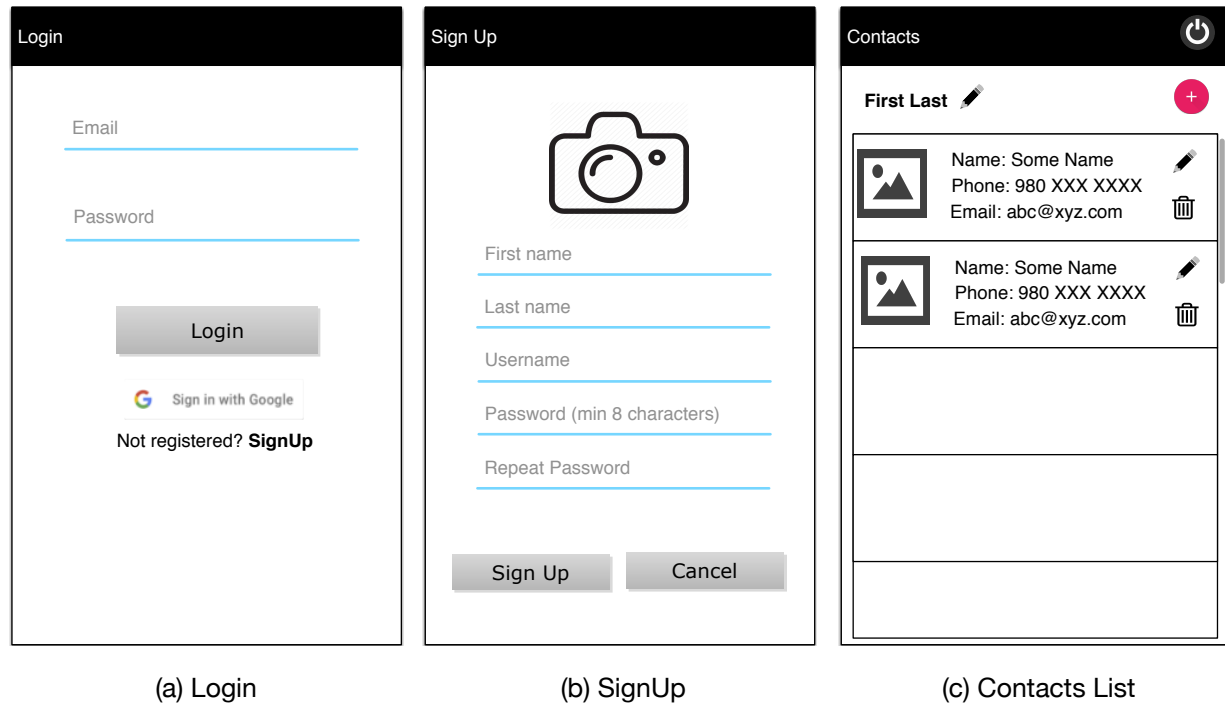 Login
Email
Password
Login
Sign in with Google
Not registered? SignUp
(a) Login
Sign Up
First name
Last name
Username
Password (min 8 characters)
Repeat Password
Sign Up
Cancel
(b) SignUp
Contacts
First Last
+
Name: Some Name
Phone: 980 XXX XXXX
Email: abc@xyz.com
Name: Some Name
Phone: 980 XXX XXXX
Email: abc@xyz.com
(c) Contacts List